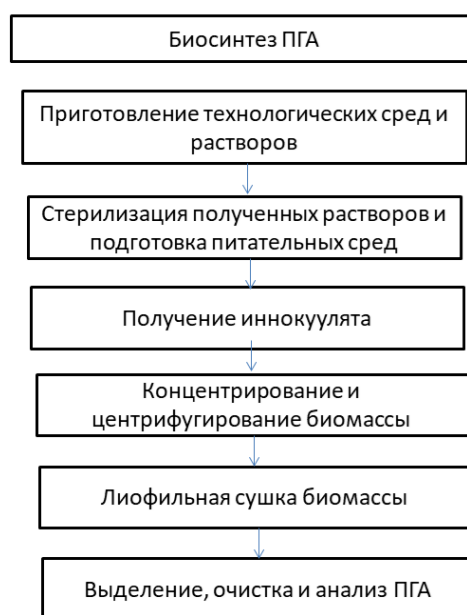 Биосинтез ПГА
Приготовление технологических сред и
растворов
Стерилизация полученных растворов и
подготовка питательных сред
Получение иннокуулята
Концентрирование и
центрифугирование биомассы
Лиофильная сушка биомассы
Выделение, очистка и анализ ПГА